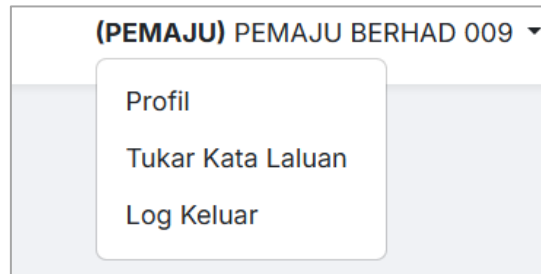 (PEMAJU) PEMAJU BERHAD 009
Profil
Tukar Kata Laluan
Log Keluar